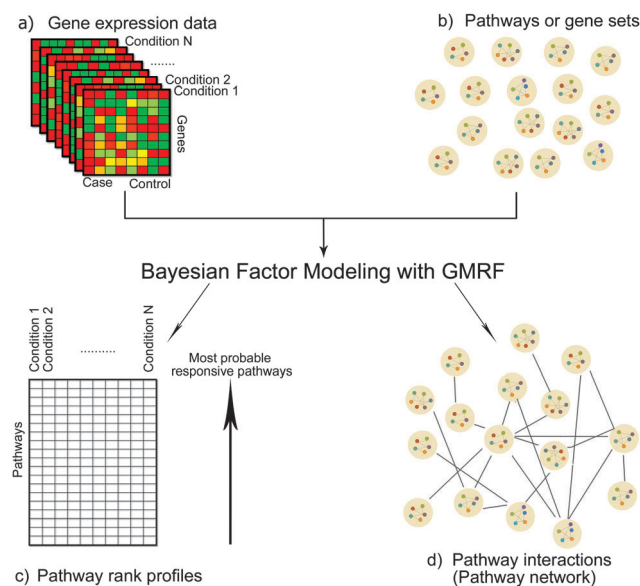 a) Gene expression data
Condition N
........
Condition 2
Condition 1
Genes
Case Control
b) Pathways or gene sets
Bayesian Factor Modeling with GMRF
Condition 1
Condition 2
..........
Condition N
Pathways
Most probable
responsive pathways
c) Pathway rank profiles
d) Pathway interactions
(Pathway network)